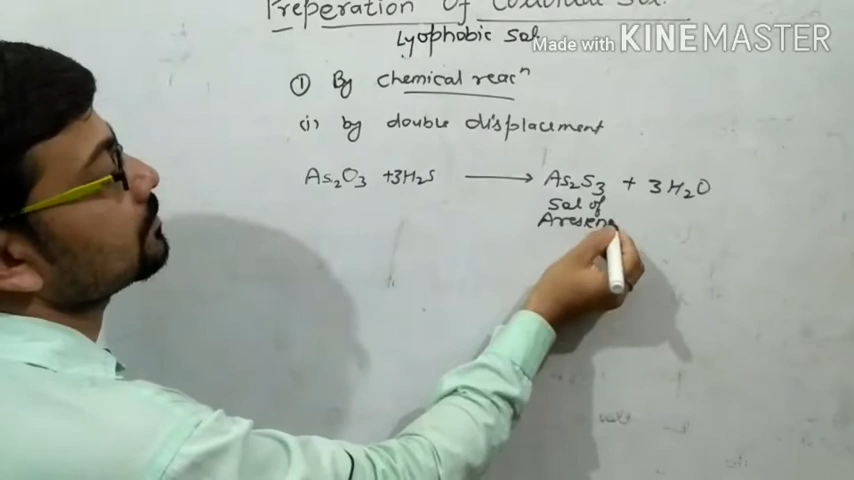 Preperation of Colloidal Sol.
Lyophobic Sol
Made with KINEMASTER
① By chemical reacⁿ
(i) by double displacement
As₂O₃ +3H₂S ⟶ As₂S₃ + 3H₂O
Sol of
Aresen